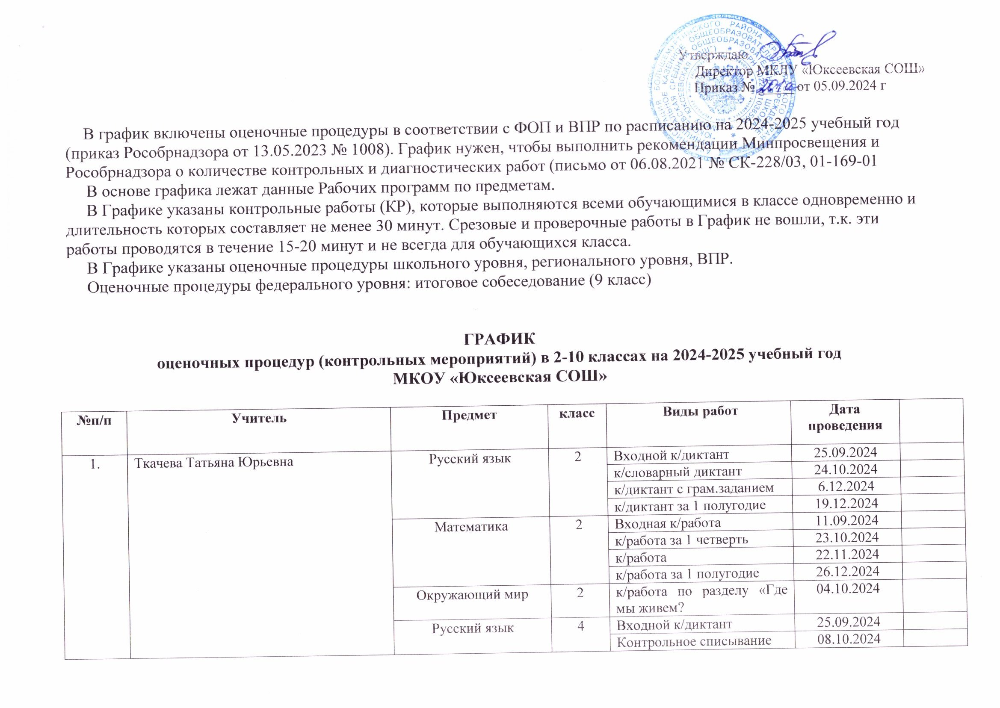 Утверждаю
Директор МКЛУ «Юксеевская СОШ»
Приказ № от 05.09.2024 г
В график включены оценочные процедуры в соответствии с ФОП и ВПР по расписанию на 2024-2025 учебный год
(приказ Рособрнадзора от 13.05.2023 № 1008). График нужен, чтобы выполнить рекомендации Минпросвещения и
Рособрнадзора о количестве контрольных и диагностических работ (письмо от 06.08.2021 № СК-228/03, 01-169-01
В основе графика лежат данные Рабочих программ по предметам.
В Графике указаны контрольные работы (КР), которые выполняются всеми обучающимися в классе одновременно и
длительность которых составляет не менее 30 минут. Срезовые и проверочные работы в График не вошли, т.к. эти
работы проводятся в течение 15-20 минут и не всегда для обучающихся класса.
В Графике указаны оценочные процедуры школьного уровня, регионального уровня, ВПР.
Оценочные процедуры федерального уровня: итоговое собеседование (9 класс)
ГРАФИК
оценочных процедур (контрольных мероприятий) в 2-10 классах на 2024-2025 учебный год
МКОУ «Юксеевская СОШ»
№п/п Учитель Предмет класс Виды работ Дата
проведения
1. Ткачева Татьяна Юрьевна Русский язык 2 Входной к/диктант 25.09.2024
к/словарный диктант 24.10.2024
к/диктант с грам.заданием 6.12.2024
к/диктант за 1 полугодие 19.12.2024
Математика 2 Входная к/работа 11.09.2024
к/работа за 1 четверть 23.10.2024
к/работа 22.11.2024
к/работа за 1 полугодие 26.12.2024
Окружающий мир 2 к/работа по разделу «Где 04.10.2024
мы живем?
Русский язык 4 Входной к/диктант 25.09.2024
Контрольное списывание 08.10.2024